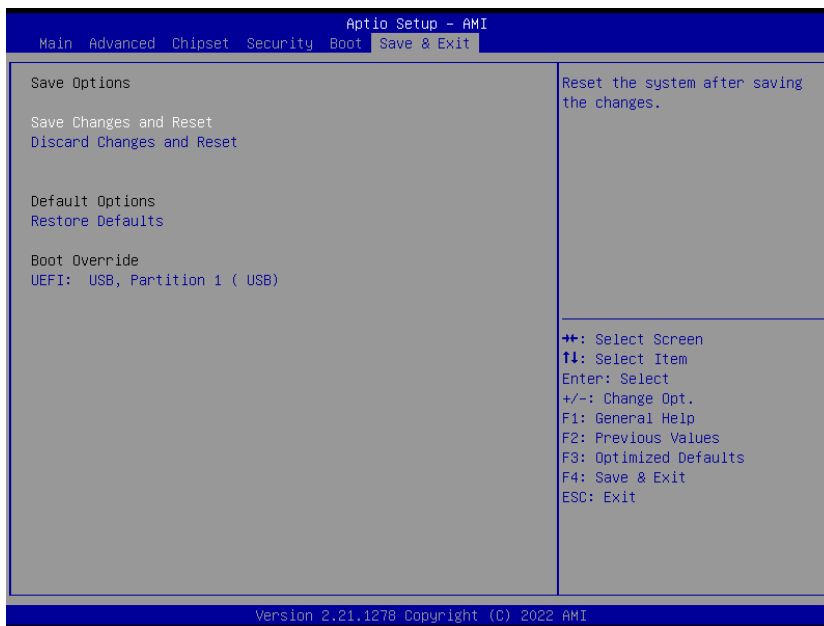 Aptio Setup – AMI
Main Advanced Chipset Security Boot Save & Exit
Save Options
Save Changes and Reset
Discard Changes and Reset
Default Options
Restore Defaults
Boot Override
UEFI: USB, Partition 1 ( USB)
Reset the system after saving
the changes.
→←: Select Screen
↑↓: Select Item
Enter: Select
+/-: Change Opt.
F1: General Help
F2: Previous Values
F3: Optimized Defaults
F4: Save & Exit
ESC: Exit
Version 2.21.1278 Copyright (C) 2022 AMI